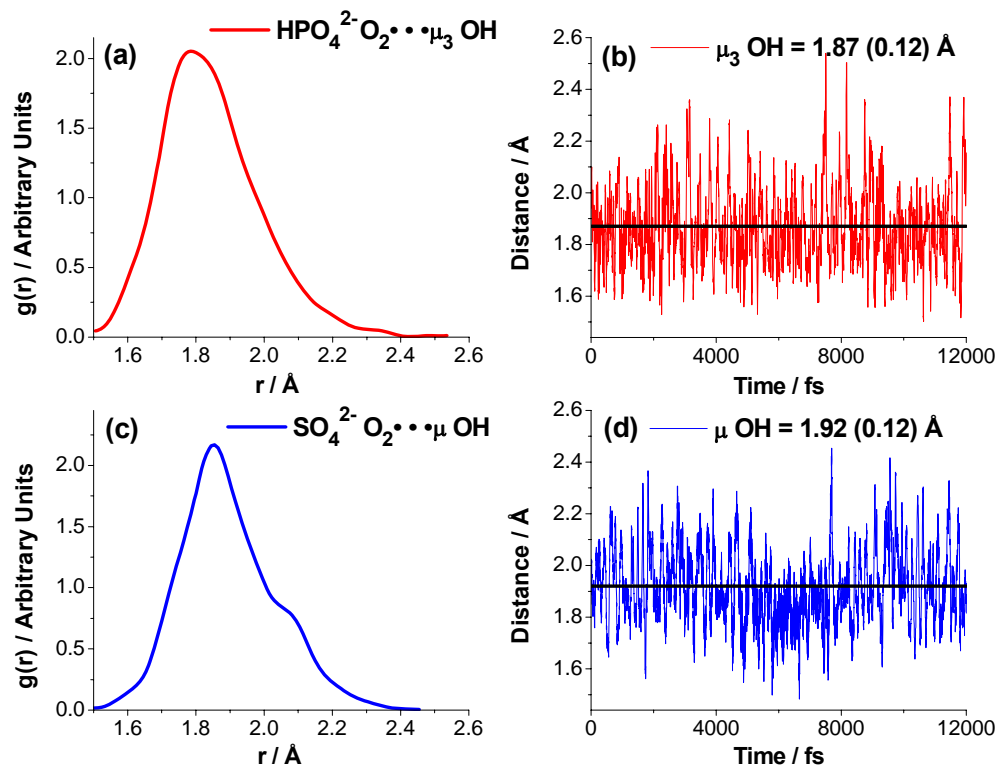 (a)
HPO₄²⁻ O₂•••μ₃ OH
g(r) / Arbitrary Units
2.0
1.5
1.0
0.5
0.0
1.6 1.8 2.0 2.2 2.4 2.6
r / Å
(b)
μ₃ OH = 1.87 (0.12) Å
Distance / Å
2.6
2.4
2.2
2.0
1.8
1.6
0 4000 8000 12000
Time / fs
(c)
SO₄²⁻ O₂•••μ OH
g(r) / Arbitrary Units
2.0
1.5
1.0
0.5
0.0
1.6 1.8 2.0 2.2 2.4 2.6
r / Å
(d)
μ OH = 1.92 (0.12) Å
Distance / Å
2.6
2.4
2.2
2.0
1.8
1.6
0 4000 8000 12000
Time / fs